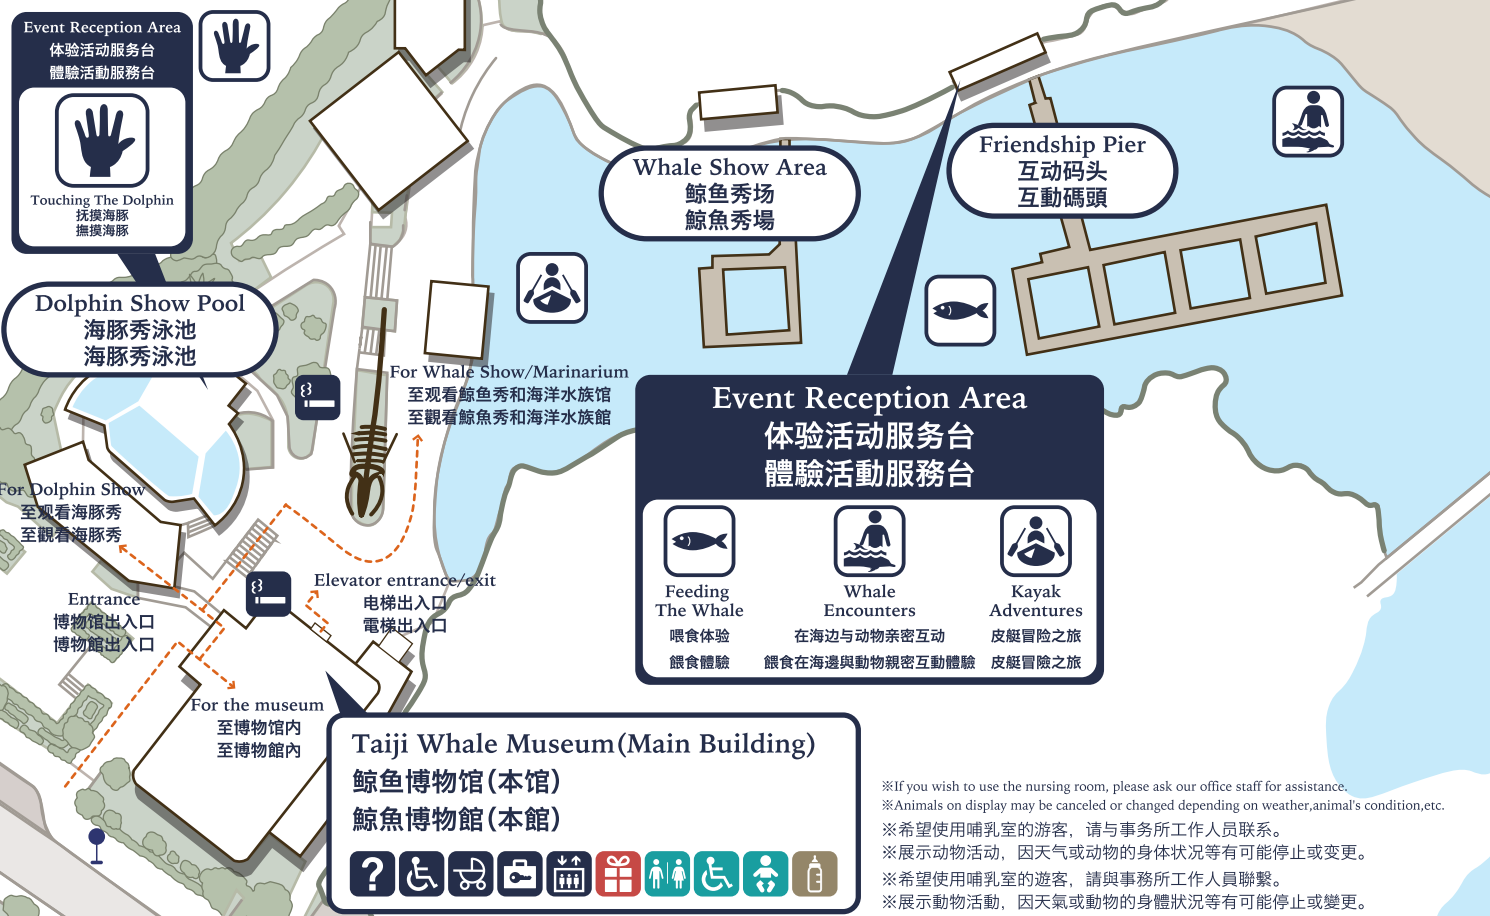 Event Reception Area
体验活动服务台
體驗活動服務台
Touching The Dolphin
抚摸海豚
撫摸海豚
Dolphin Show Pool
海豚秀泳池
海豚秀泳池
Whale Show Area
鲸鱼秀场
鯨魚秀場
Friendship Pier
互动码头
互動碼頭
For Whale Show/Marinarium
至观看鲸鱼秀和海洋水族馆
至觀看鯨魚秀和海洋水族館
Event Reception Area
体验活动服务台
體驗活動服務台
Feeding
The Whale
喂食体验
餵食體驗
Whale
Encounters
在海边与动物亲密互动
餵食在海邊與動物親密互動體驗
Kayak
Adventures
皮艇冒险之旅
皮艇冒險之旅
For Dolphin Show
至观看海豚秀
至觀看海豚秀
Elevator entrance/exit
电梯出入口
電梯出入口
Entrance
博物馆出入口
博物館出入口
For the museum
至博物馆内
至博物館內
Taiji Whale Museum(Main Building)
鲸鱼博物馆(本馆)
鯨魚博物館(本館)
?
※If you wish to use the nursing room, please ask our office staff for assistance.
※Animals on display may be canceled or changed depending on weather,animal's condition,etc.
※希望使用哺乳室的游客，请与事务所工作人员联系。
※展示动物活动，因天气或动物的身体状况等有可能停止或变更。
※希望使用哺乳室的遊客，請與事務所工作人員聯繫。
※展示動物活動，因天氣或動物的身體狀況等有可能停止或變更。